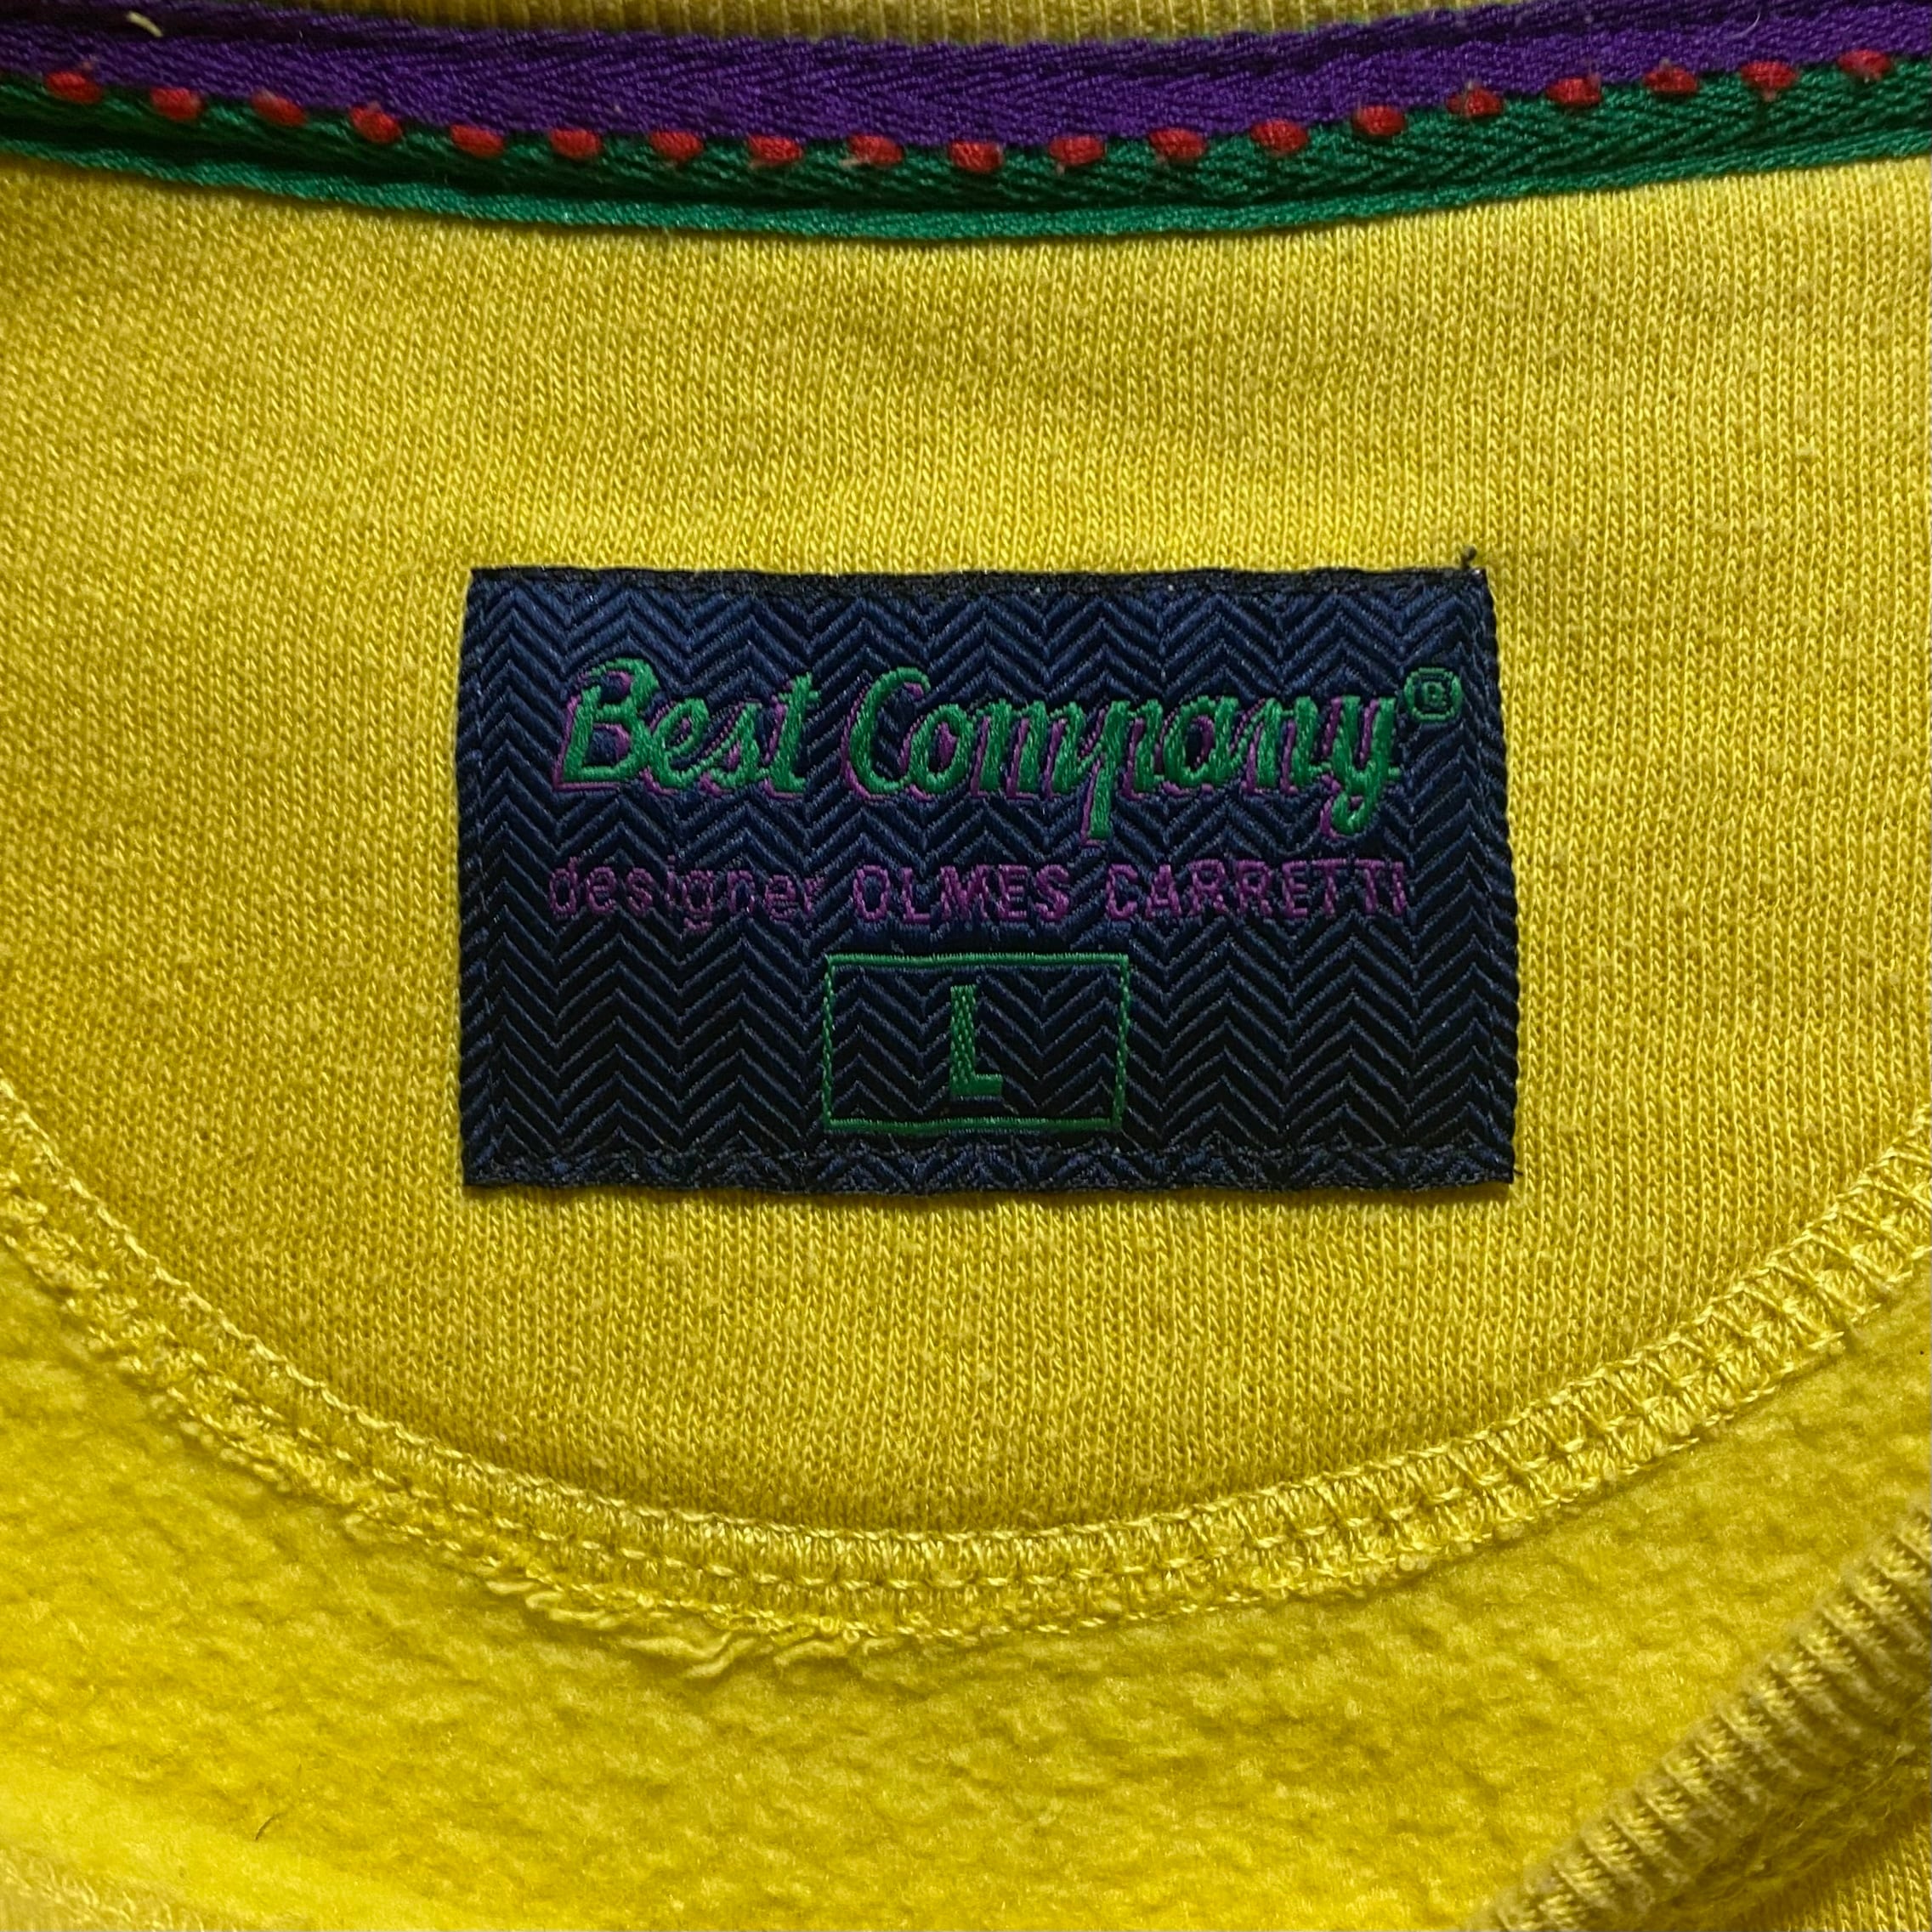 Best Company®
designer OLMES CARRETTI
L